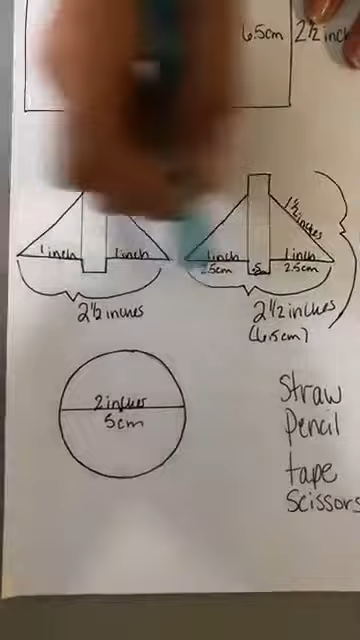 6.5cm 2½ inch
1½ inches
1 inch 1 inch 1 inch 1 inch
2.5cm .5 2.5cm
2½ inches 2½ inches
(6.5cm)
2 inches
5cm
Straw
Pencil
tape
Scissors